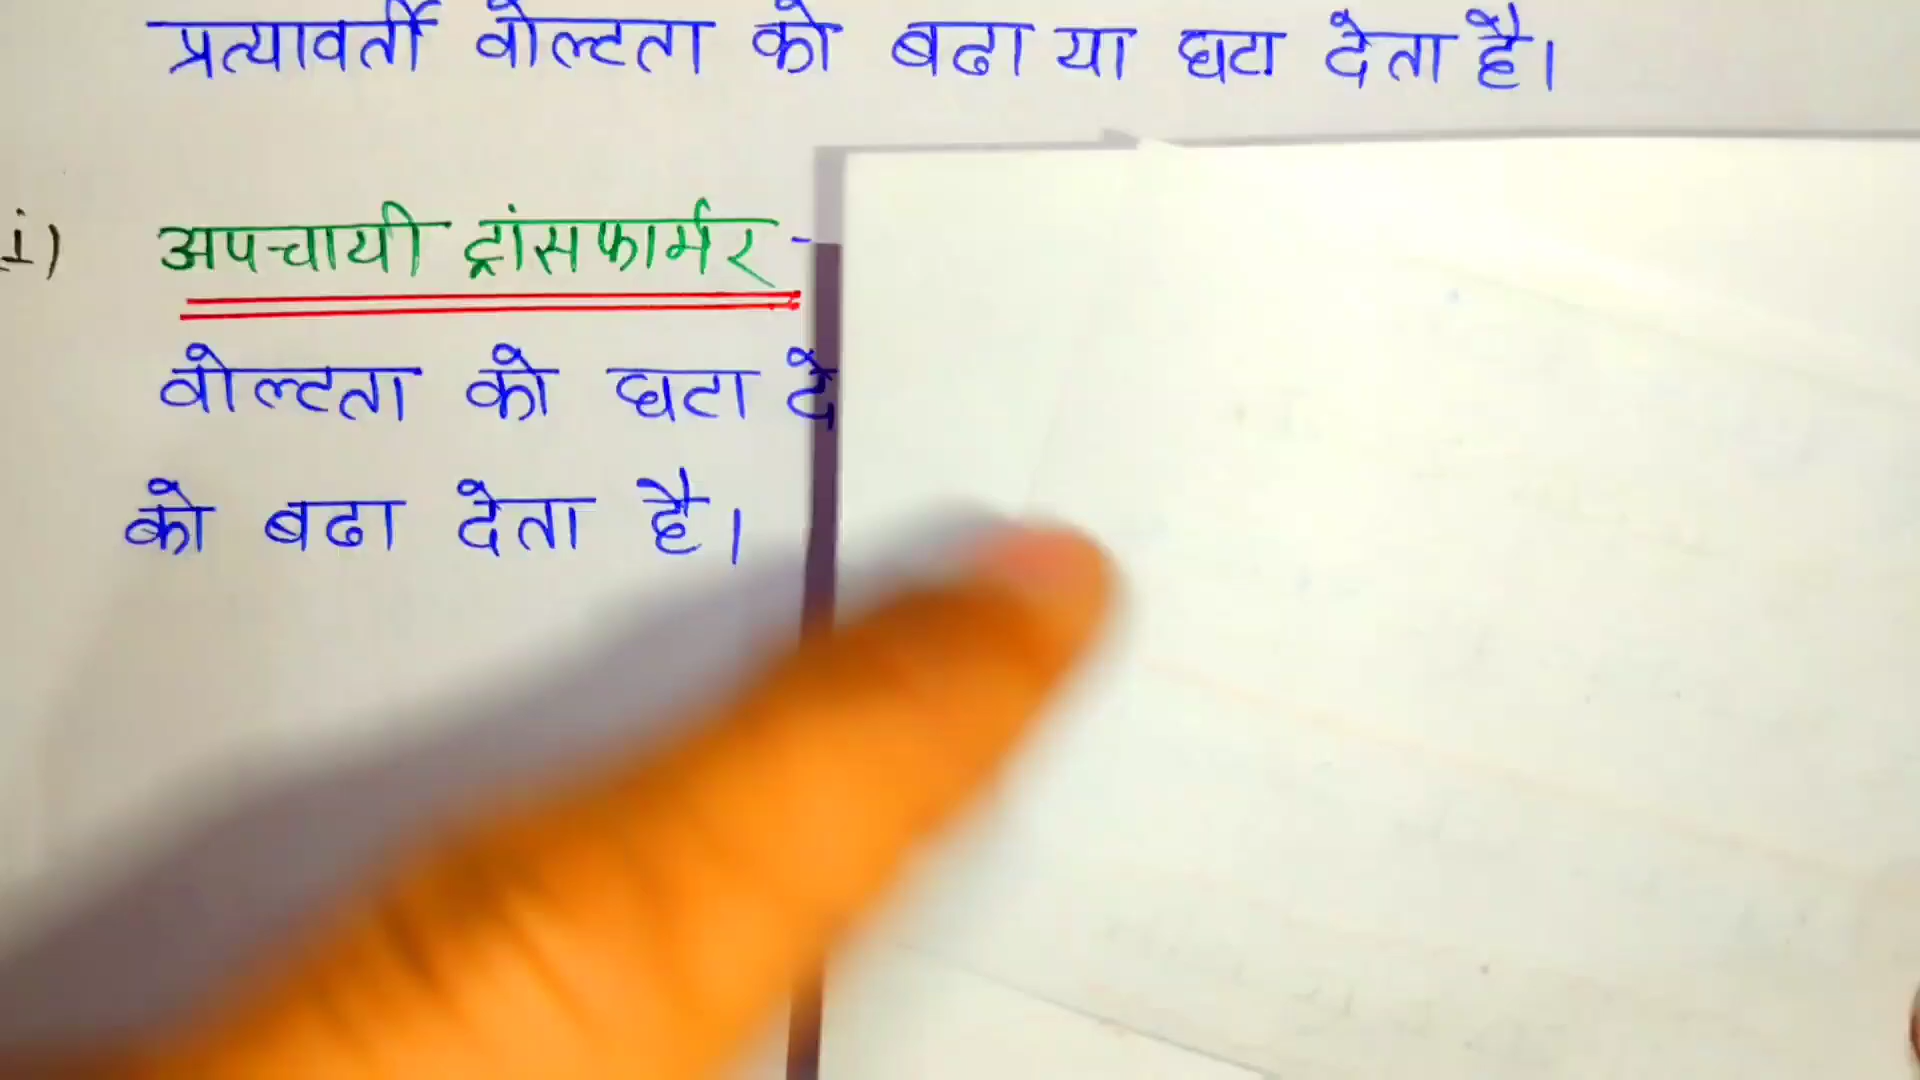 प्रत्यावर्ती वोल्टता को बढा या घटा देता है।
i) अपचायी ट्रांसफार्मर -
वोल्टता को घटा दे
को बढा देता है।